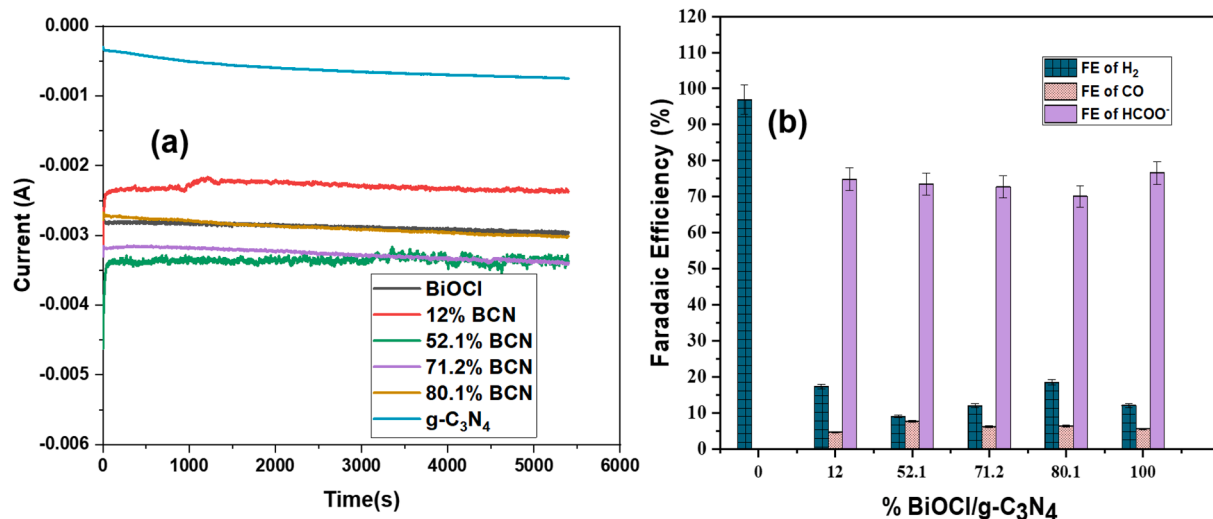 0.000
-0.001
-0.002
-0.003
-0.004
-0.005
-0.006
Current (A)
(a)
BiOCl
12% BCN
52.1% BCN
71.2% BCN
80.1% BCN
g-C₃N₄
0 1000 2000 3000 4000 5000 6000
Time(s)
120
110
100
90
80
75
70
60
50
40
30
20
10
0
Faradaic Efficiency (%)
(b)
FE of H₂
FE of CO
FE of HCOO⁻
0 12 52.1 71.2 80.1 100
% BiOCl/g-C₃N₄